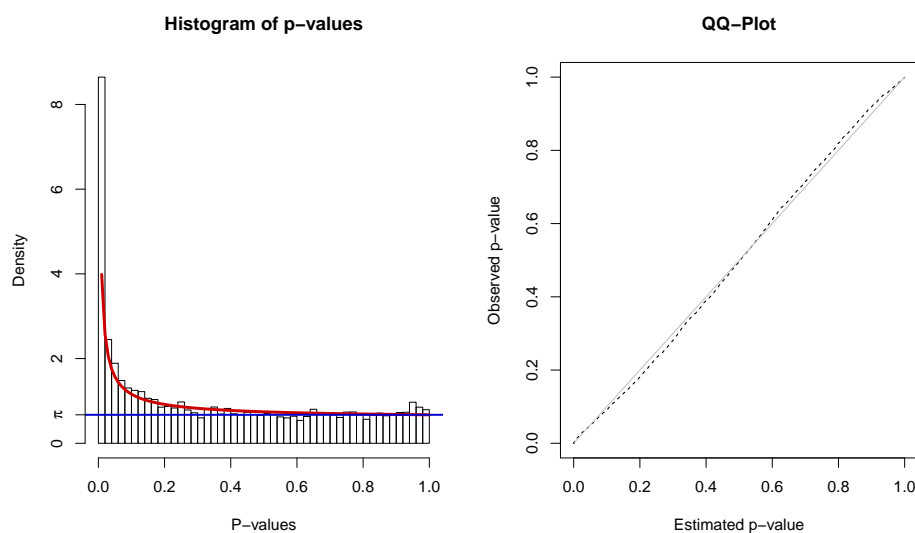 Histogram of p−values
Density
8
6
4
2
π
0
0.0 0.2 0.4 0.6 0.8 1.0
P−values
QQ−Plot
Observed p−value
1.0
0.8
0.6
0.4
0.2
0.0
0.0 0.2 0.4 0.6 0.8 1.0
Estimated p−value